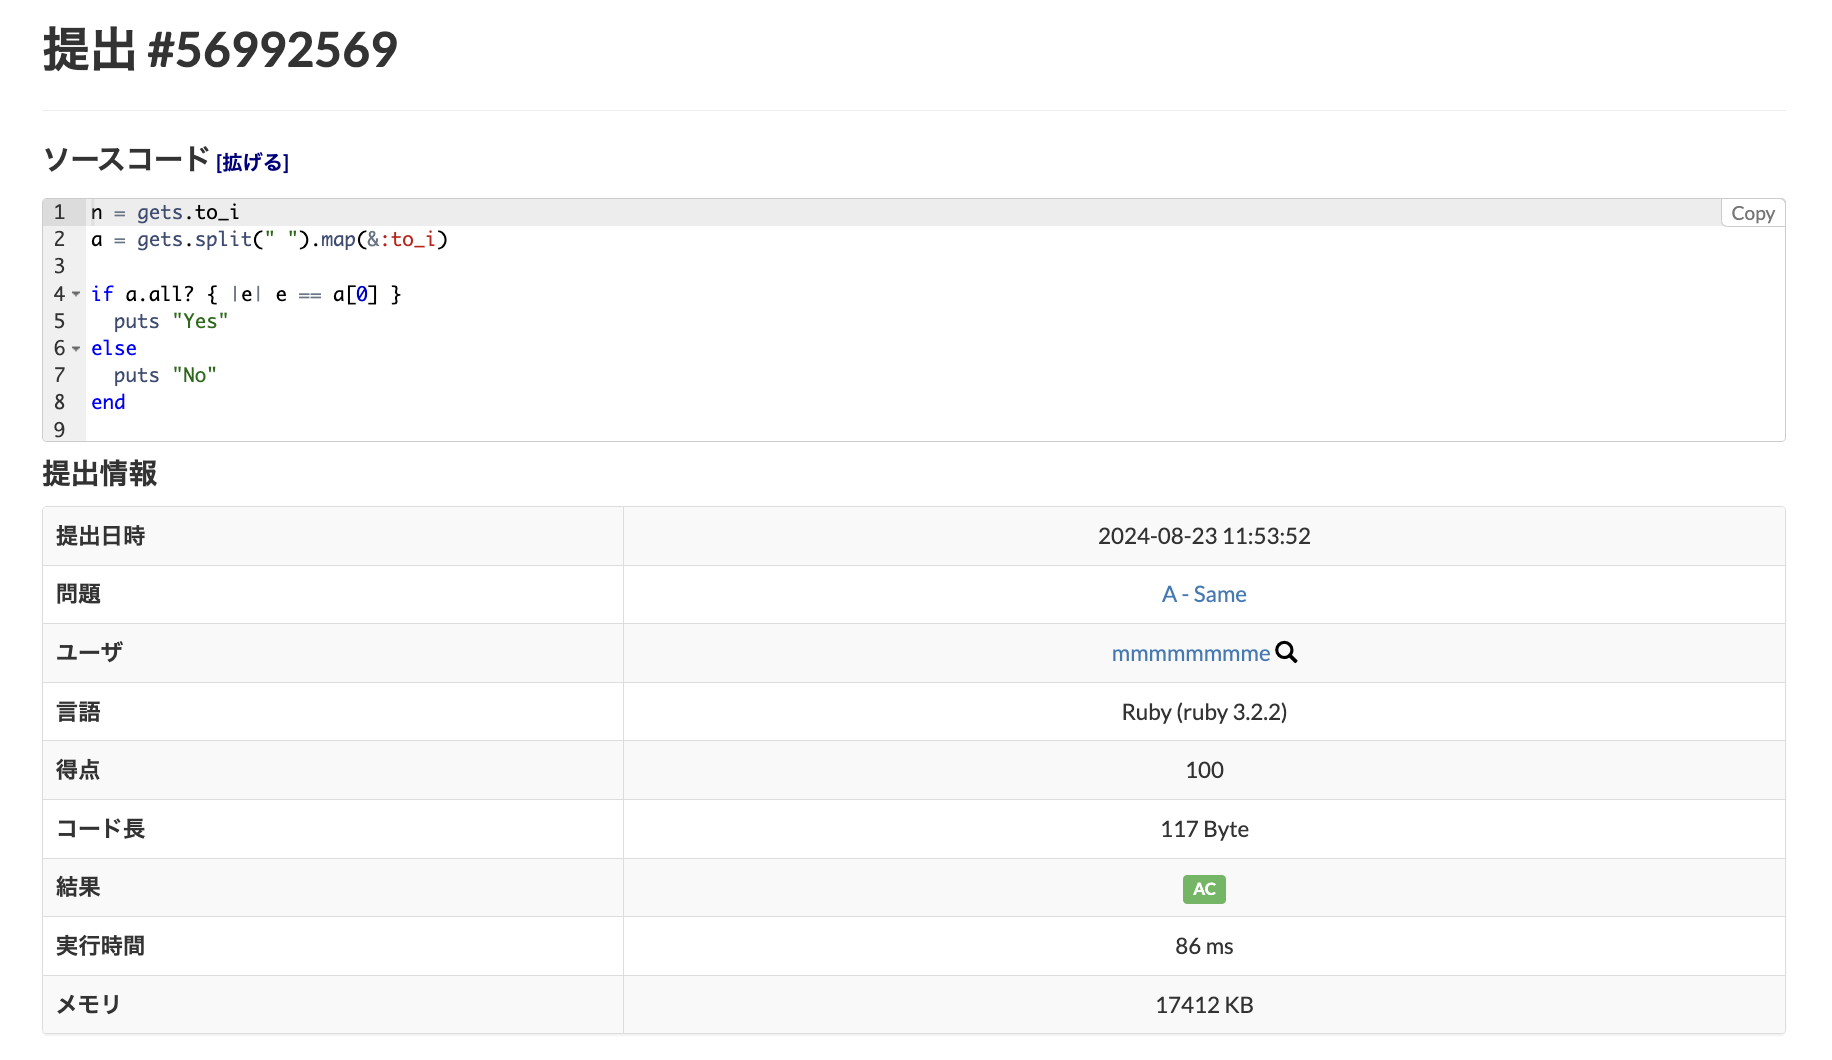 提出 #56992569
ソースコード [拡げる]
Copy
1 n = gets.to_i
2 a = gets.split(" ").map(&:to_i)
3
4 if a.all? { |e| e == a[0] }
5   puts "Yes"
6 else
7   puts "No"
8 end
9
提出情報
提出日時 2024-08-23 11:53:52
問題 A - Same
ユーザ mmmmmmmme
言語 Ruby (ruby 3.2.2)
得点 100
コード長 117 Byte
結果 AC
実行時間 86 ms
メモリ 17412 KB